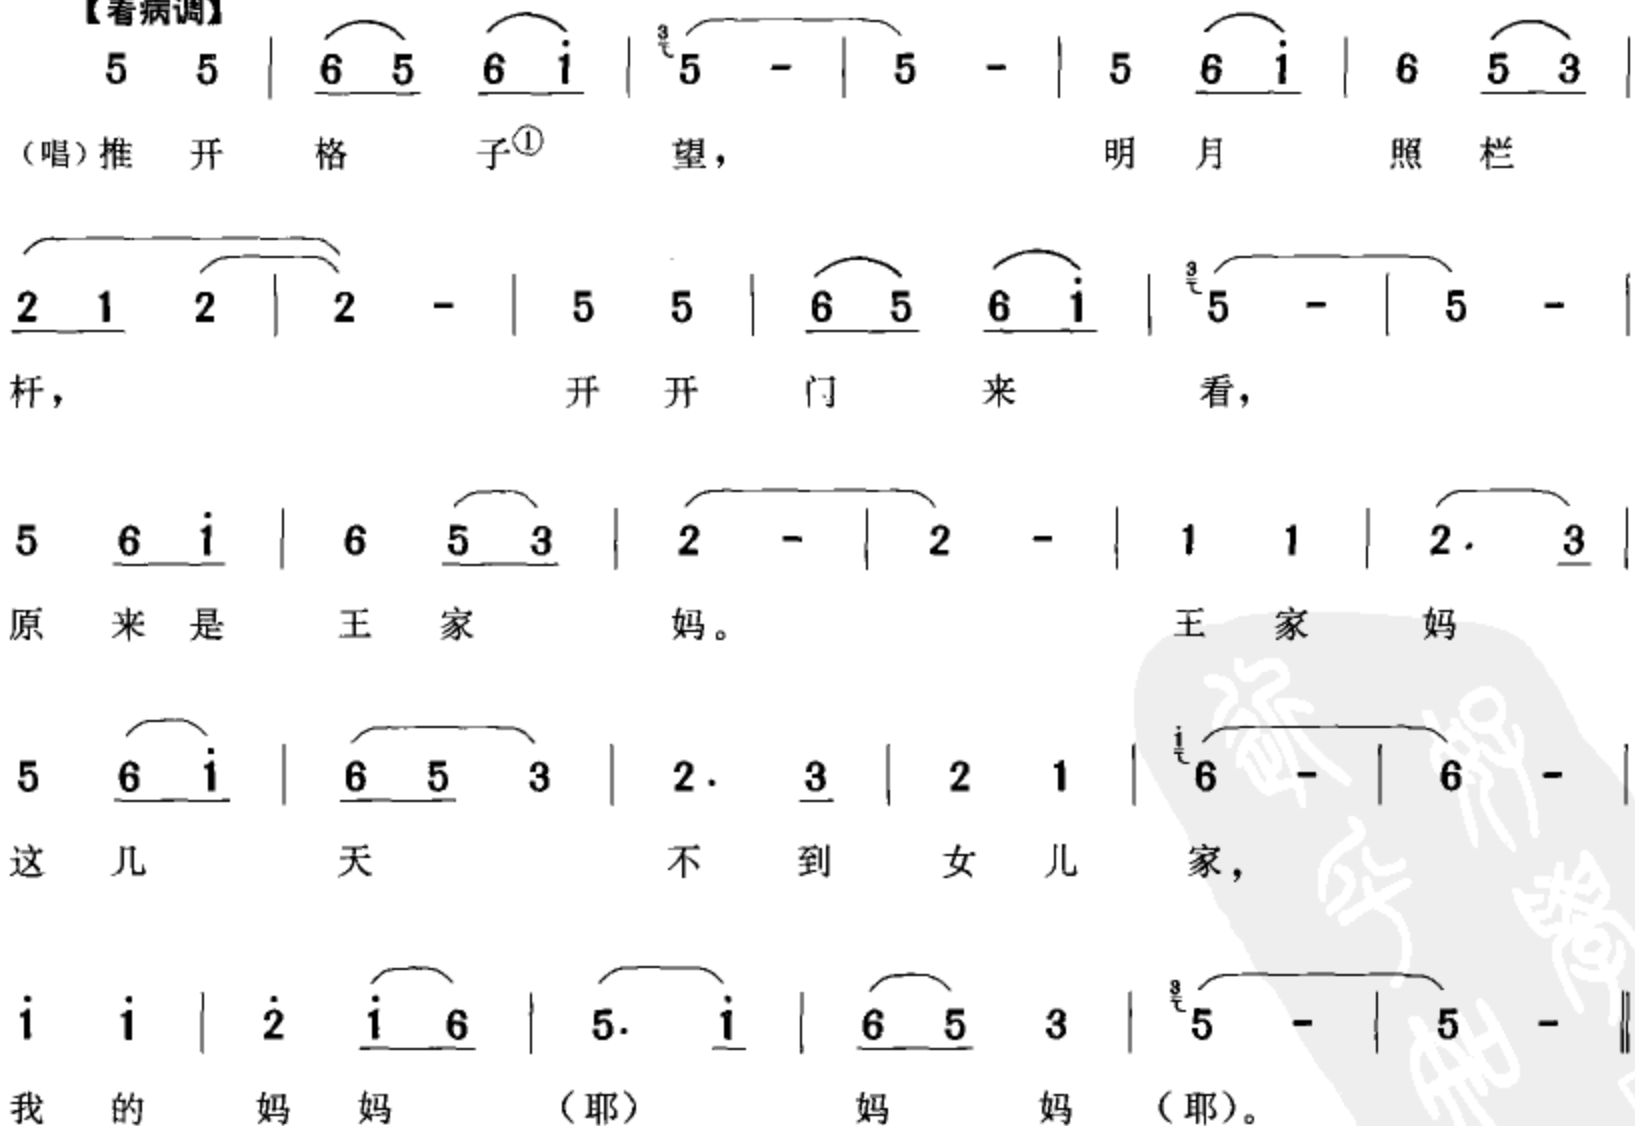 【看病调】
5 5 | 6 5 6 i | 3 5 - | 5 - | 5 6 i | 6 5 3 |
（唱）推 开 格 子① 望， 明 月 照 栏
2 1 2 | 2 - | 5 5 | 6 5 6 i | 3 5 - | 5 - |
杆， 开 开 门 来 看，
5 6 i | 6 5 3 | 2 - | 2 - | 1 1 | 2. 3 |
原 来 是 王 家 妈。 王 家 妈
5 6 i | 6 5 3 | 2. 3 | 2 1 | i 6 - | 6 - |
这 几 天 不 到 女 儿 家，
i i | 2 i 6 | 5. i | 6 5 3 | 3 5 - | 5 - ||
我 的 妈 妈 （耶） 妈 妈 （耶）。